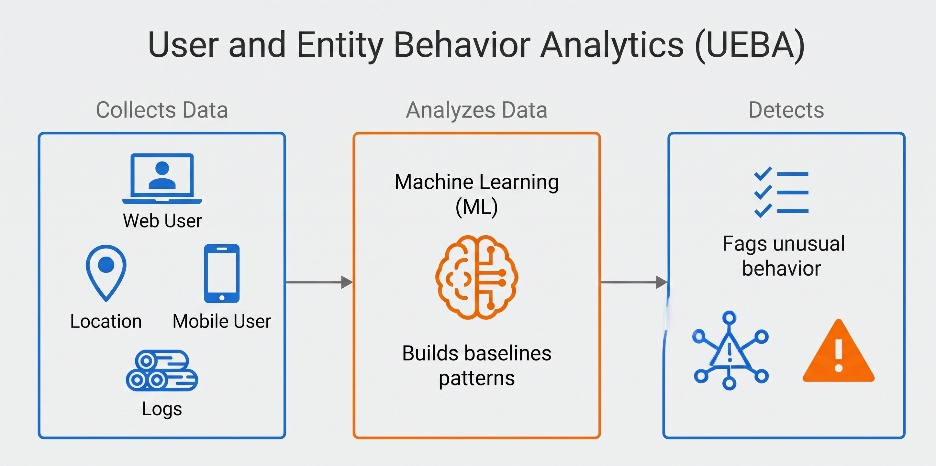 User and Entity Behavior Analytics (UEBA)
Collects Data
Web User
Location
Mobile User
Logs
Analyzes Data
Machine Learning
(ML)
Builds baselines
patterns
Detects
Fags unusual
behavior